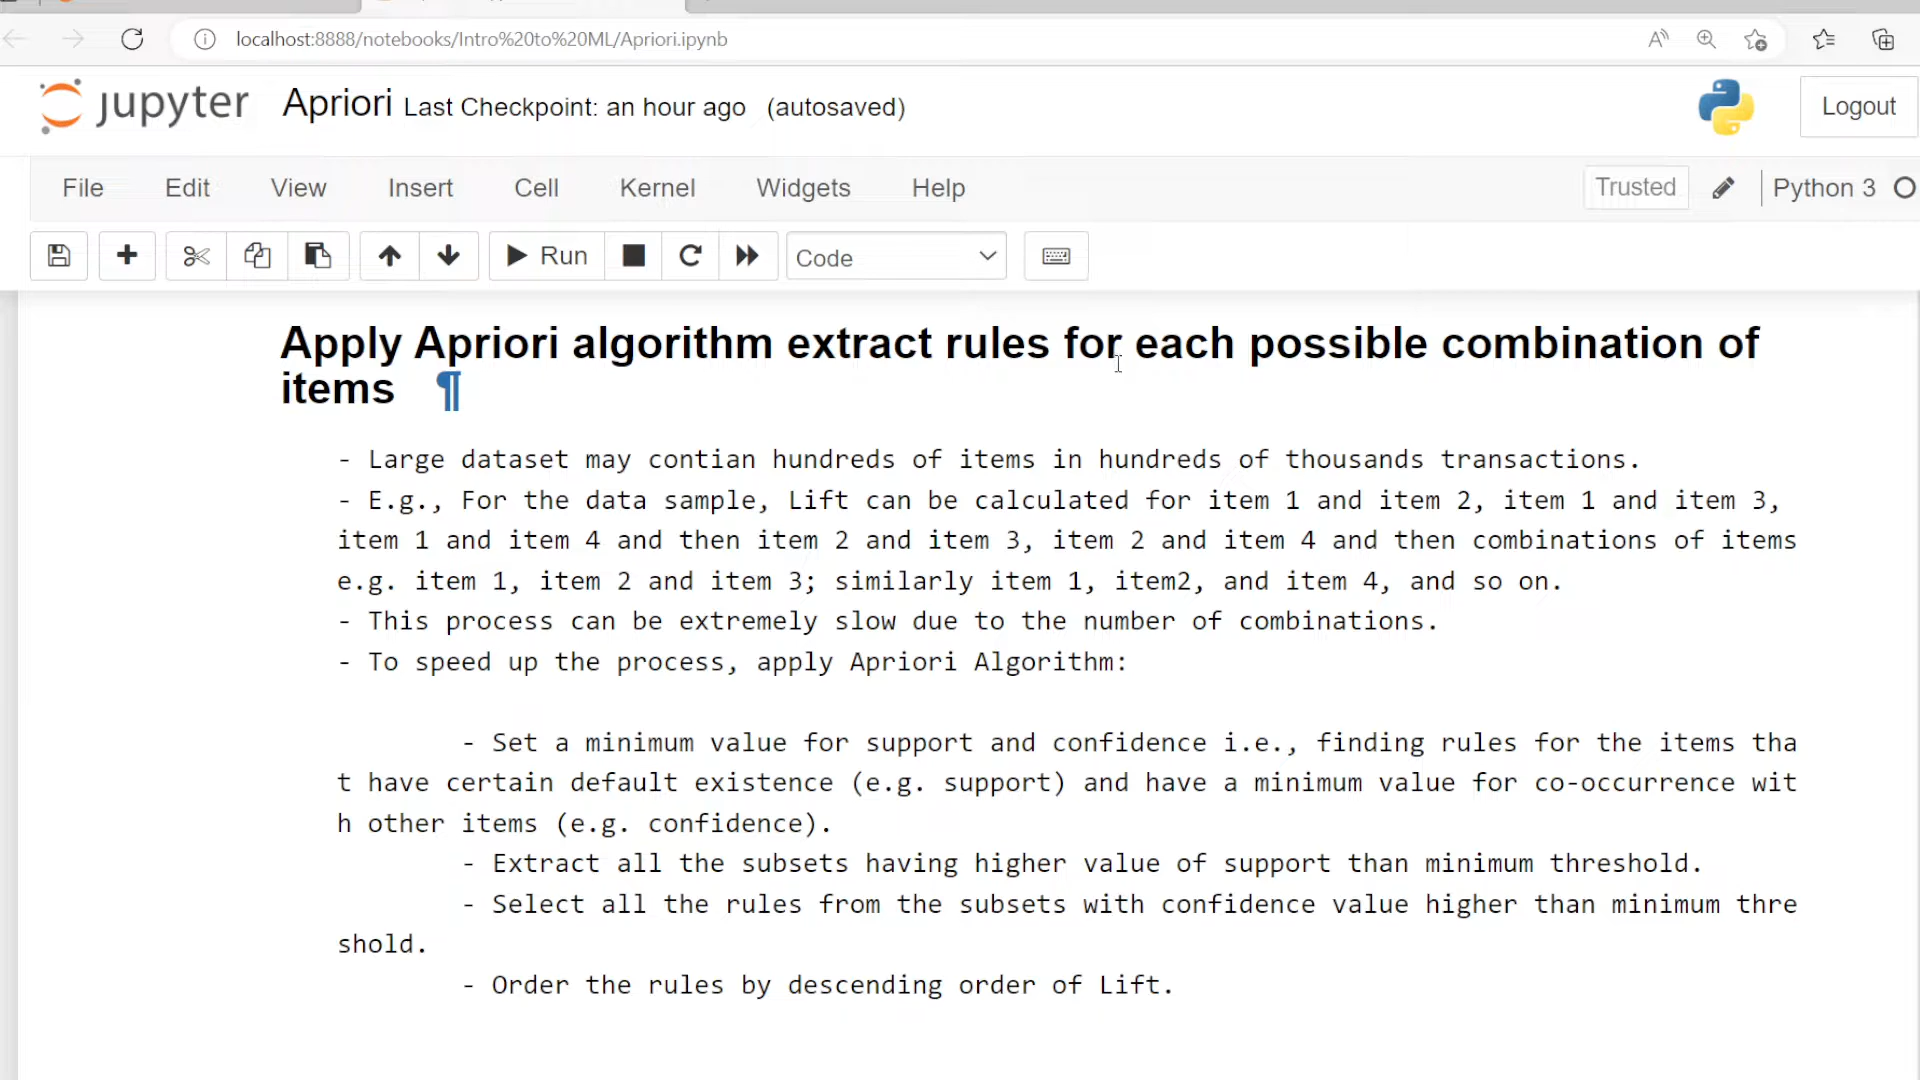 localhost:8888/notebooks/Intro%20to%20ML/Apriori.ipynb
jupyter Apriori Last Checkpoint: an hour ago (autosaved) Logout
File Edit View Insert Cell Kernel Widgets Help Trusted Python 3
Run Code
Apply Apriori algorithm extract rules for each possible combination of
items ¶
- Large dataset may contian hundreds of items in hundreds of thousands transactions.
- E.g., For the data sample, Lift can be calculated for item 1 and item 2, item 1 and item 3,
item 1 and item 4 and then item 2 and item 3, item 2 and item 4 and then combinations of items
e.g. item 1, item 2 and item 3; similarly item 1, item2, and item 4, and so on.
- This process can be extremely slow due to the number of combinations.
- To speed up the process, apply Apriori Algorithm:
- Set a minimum value for support and confidence i.e., finding rules for the items tha
t have certain default existence (e.g. support) and have a minimum value for co-occurrence wit
h other items (e.g. confidence).
- Extract all the subsets having higher value of support than minimum threshold.
- Select all the rules from the subsets with confidence value higher than minimum thre
shold.
- Order the rules by descending order of Lift.